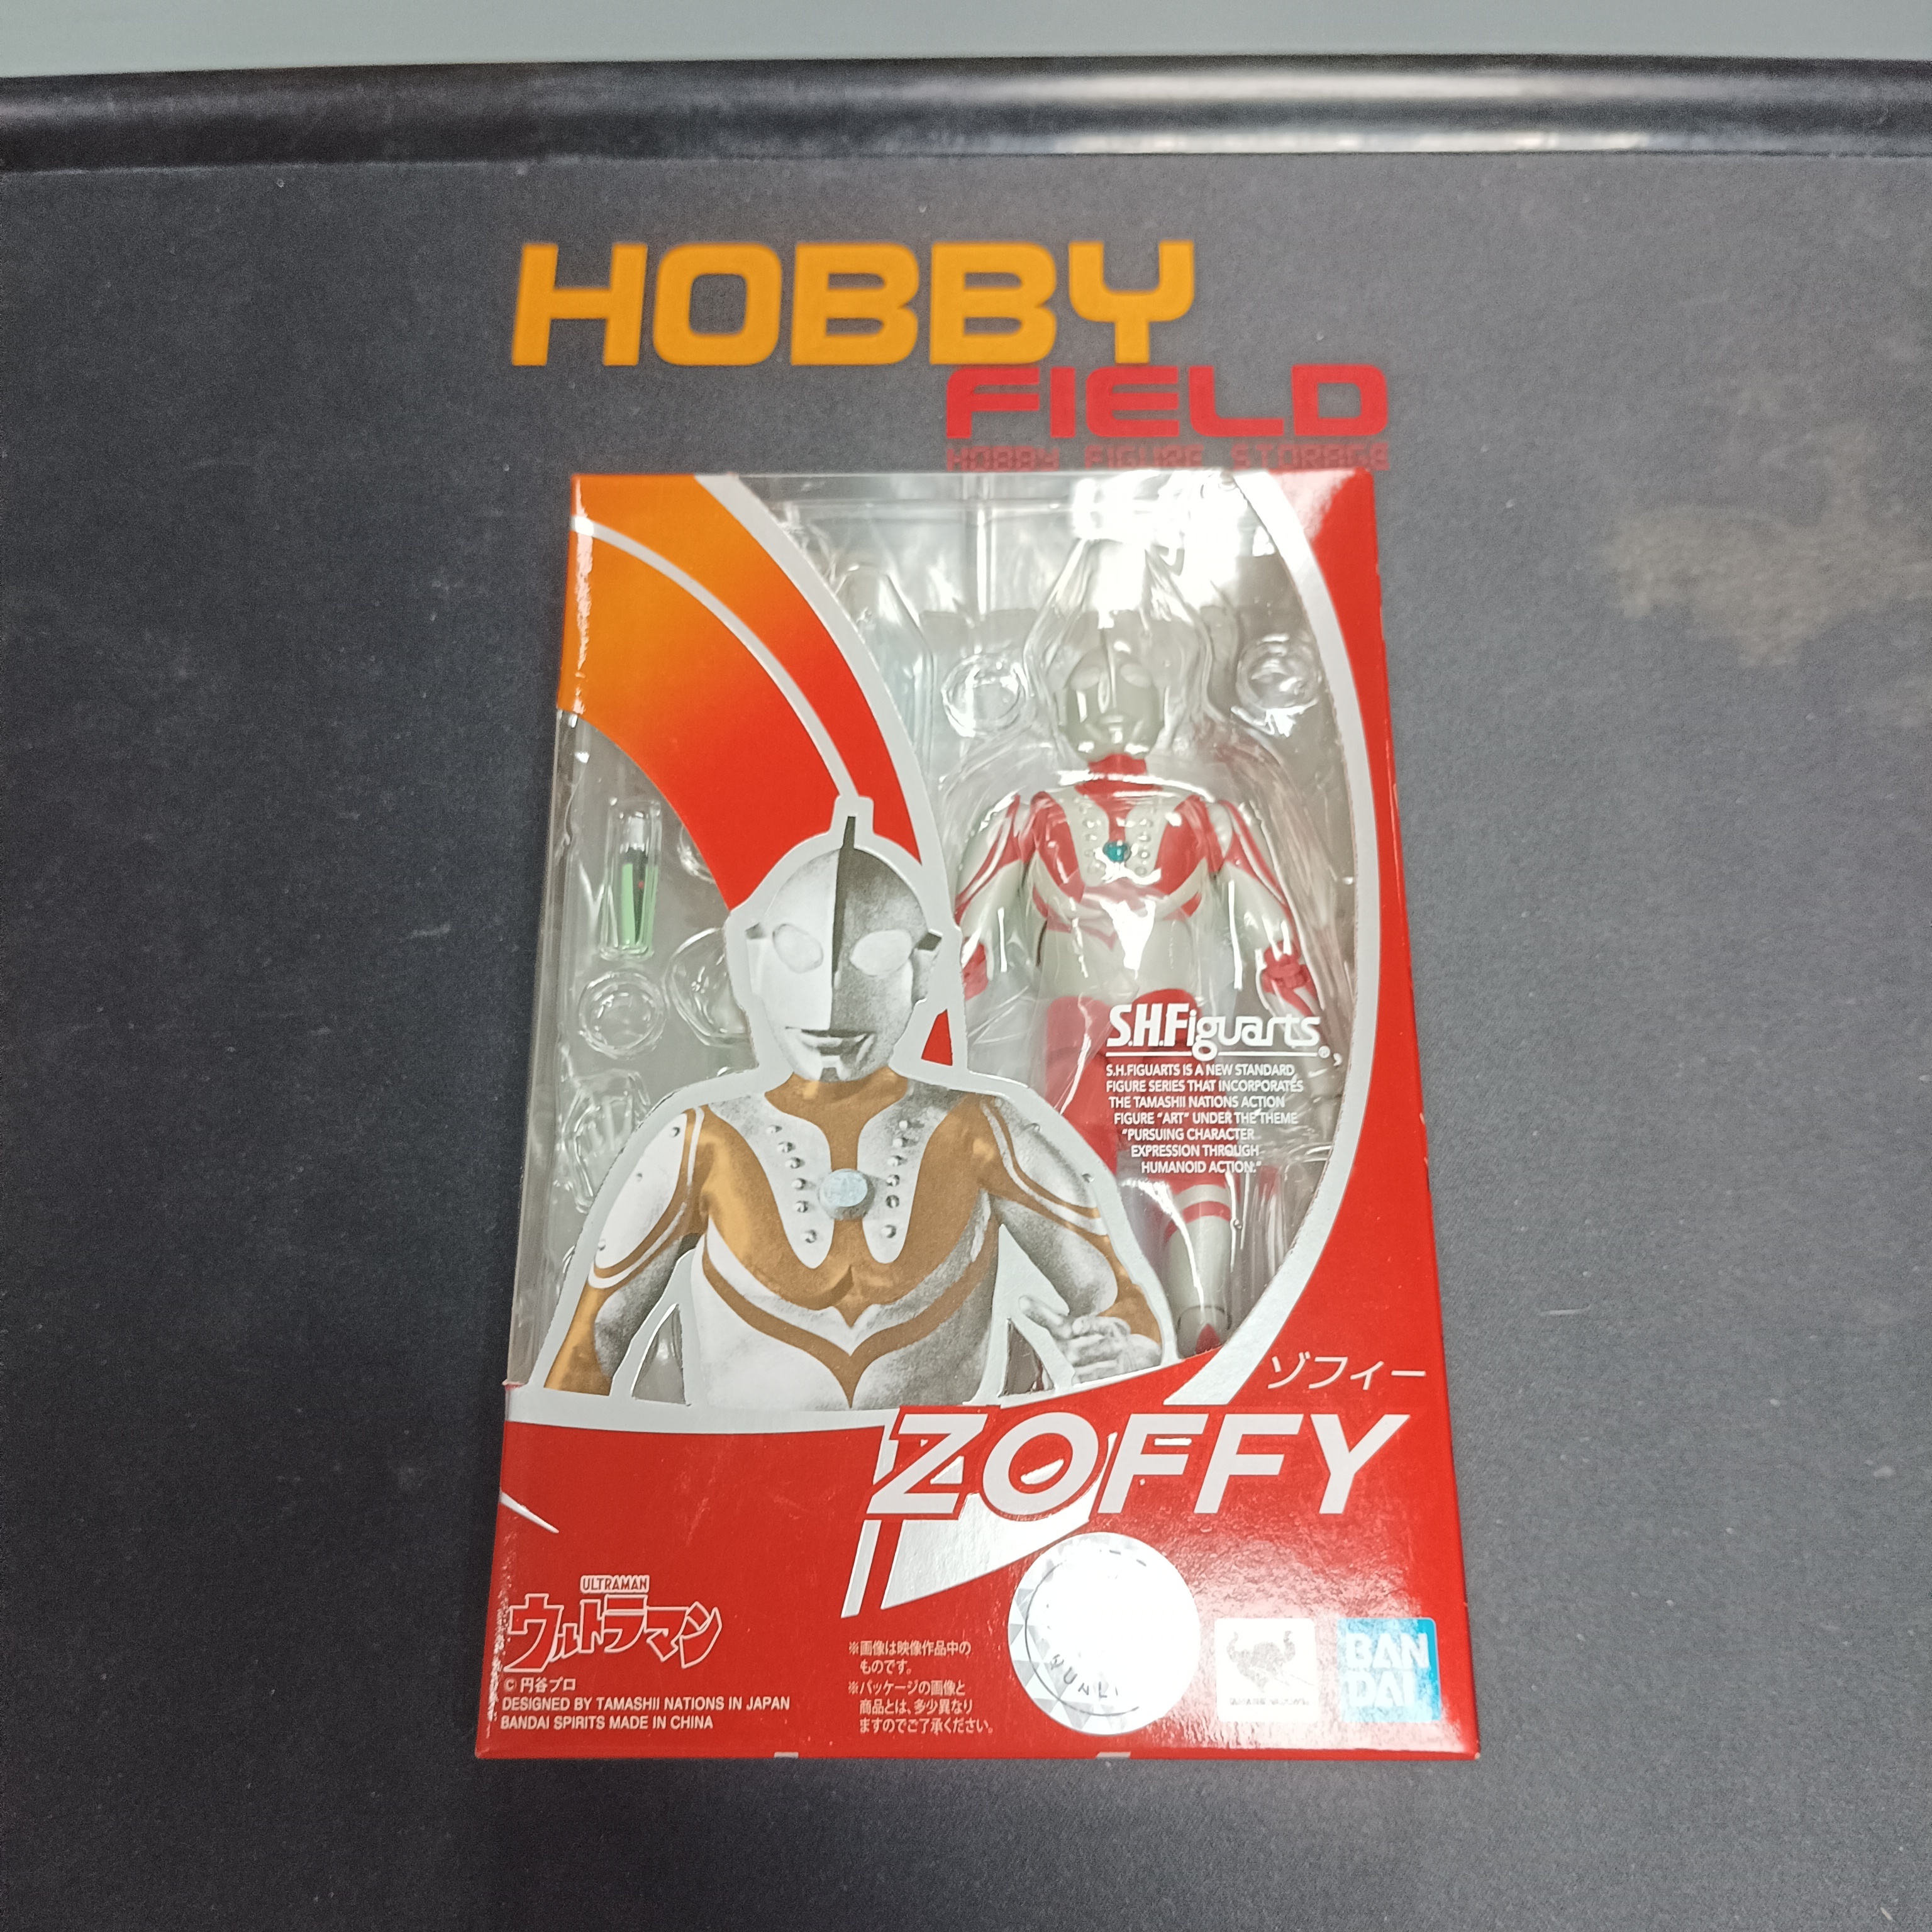 HOBBY
FIELD
HOBBY FIGURE STORAGE
S.H.Figuarts
S.H.FIGUARTS IS A NEW STANDARD
FIGURE SERIES THAT INCORPORATES
THE TAMASHII NATIONS ACTION
FIGURE "ART" UNDER THE THEME
"PURSUING CHARACTER
EXPRESSION THROUGH
HUMANOID ACTION."
ゾフィー
ZOFFY
ULTRAMAN
ウルトラマン
© 円谷プロ
DESIGNED BY TAMASHII NATIONS IN JAPAN
BANDAI SPIRITS MADE IN CHINA
※画像は映像作品中の
ものです。
※パッケージの画像と
商品とは、多少異なり
ますのでご了承ください。
BAN
DAI